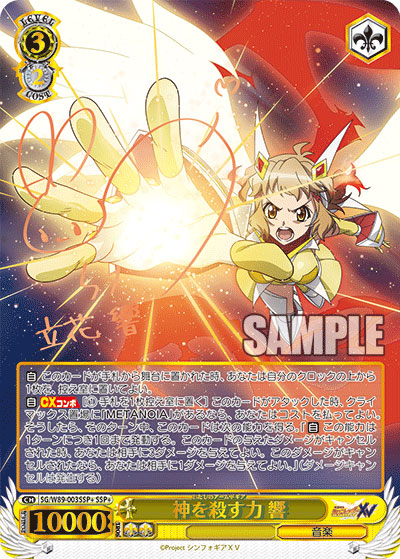 LEVEL
3
2
COST
立花 響
SAMPLE
自 このカードが手札から舞台に置かれた時、あなたは自分のクロックの上から
1枚を、控え室に置いてよい。
自 CXコンボ [(1) 手札を1枚控え室に置く] このカードがアタックした時、クライ
マックス置場に「METANOIA」があるなら、あなたはコストを払ってよい。
そうしたら、そのターン中、このカードは次の能力を得る。『自 この能力は
1ターンにつき1回まで発動する。このカードの与えたダメージがキャンセル
された時、あなたは相手に2ダメージを与えてよい。このカードの与えたダメージがキャン
セルされたなら、あなたは相手に2ダメージを与えてよい。』(ダメージキャンセル
は発生する)
CH
SG/W89-003SSP+ SSP+
10000
神を殺す力 響
XV
音楽
©Project シンフォギアXV